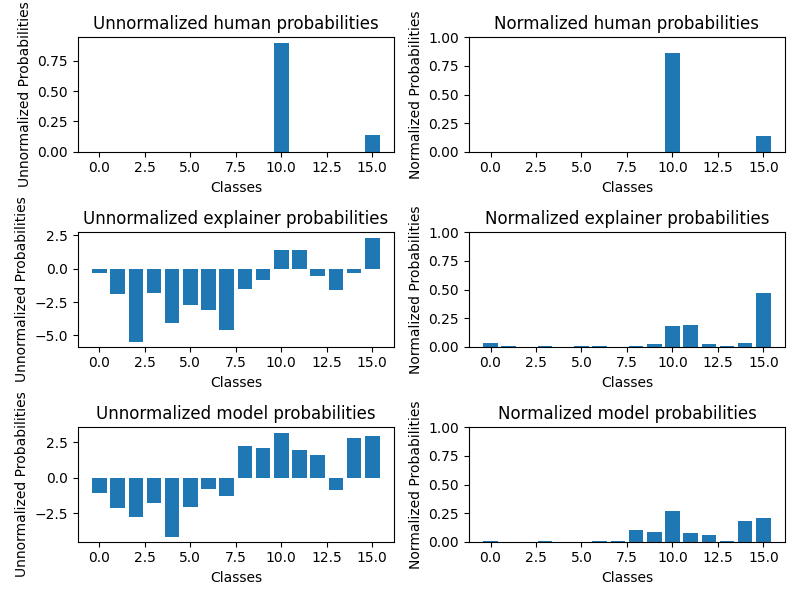 Unnormalized human probabilities
Unnormalized Probabilities
0.75
0.50
0.25
0.00
0.0 2.5 5.0 7.5 10.0 12.5 15.0
Classes
Normalized human probabilities
Normalized Probabilities
1.00
0.75
0.50
0.25
0.00
0.0 2.5 5.0 7.5 10.0 12.5 15.0
Classes
Unnormalized explainer probabilities
Unnormalized Probabilities
2.5
0.0
−2.5
−5.0
0.0 2.5 5.0 7.5 10.0 12.5 15.0
Classes
Normalized explainer probabilities
Normalized Probabilities
1.00
0.75
0.50
0.25
0.00
0.0 2.5 5.0 7.5 10.0 12.5 15.0
Classes
Unnormalized model probabilities
Unnormalized Probabilities
2.5
0.0
−2.5
0.0 2.5 5.0 7.5 10.0 12.5 15.0
Classes
Normalized model probabilities
Normalized Probabilities
1.00
0.75
0.50
0.25
0.00
0.0 2.5 5.0 7.5 10.0 12.5 15.0
Classes